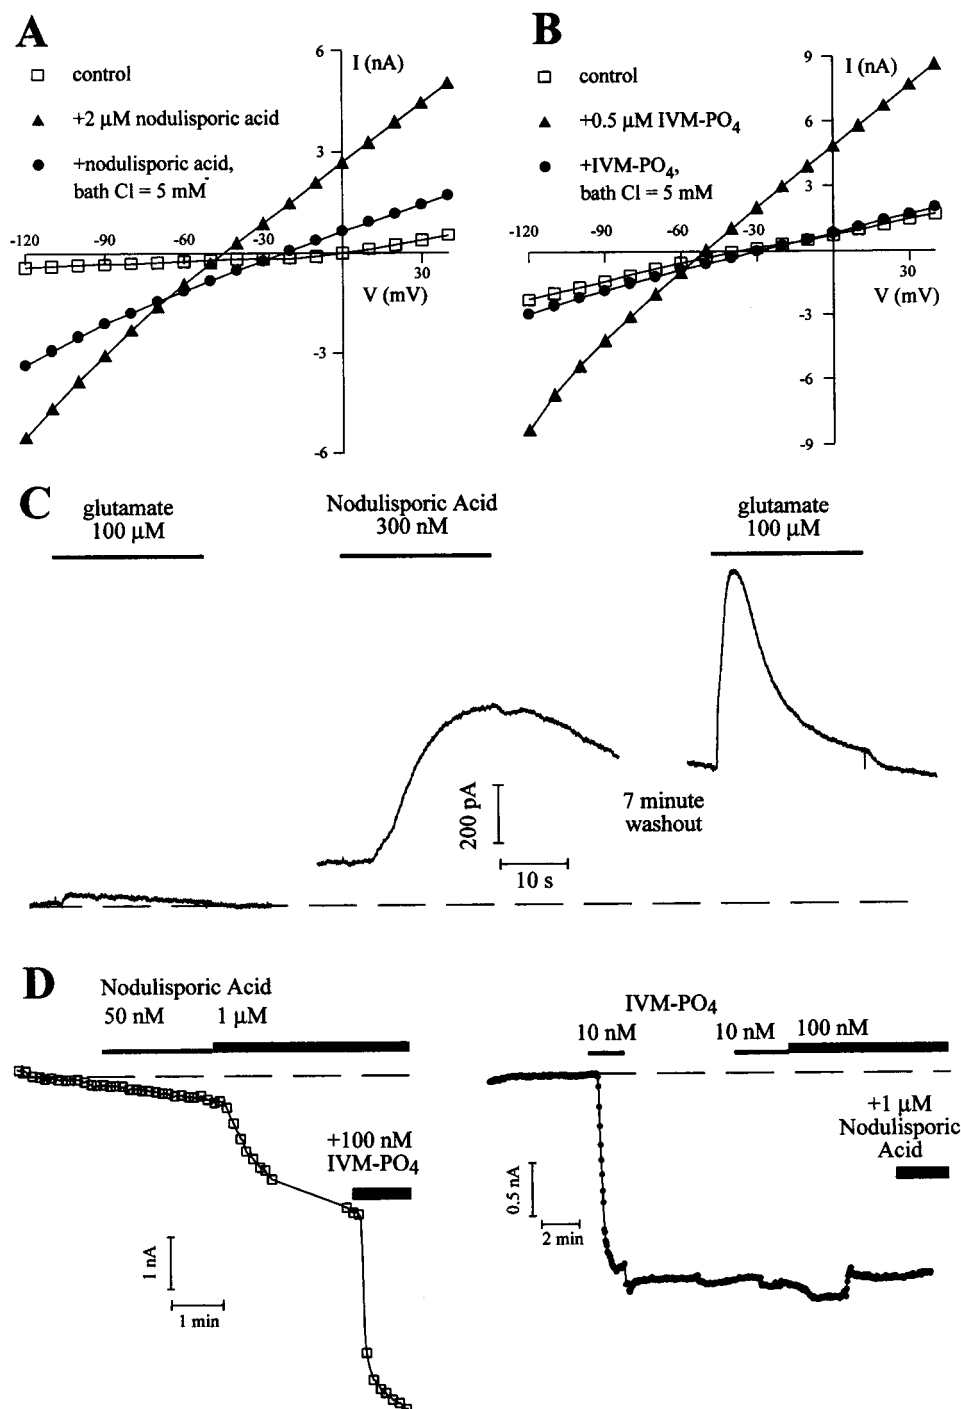 A
control
+2 μM nodulisporic acid
+nodulisporic acid,
bath Cl = 5 mM-
6
I (nA)
3
-120
-90
-60
-30
30
V (mV)
-3
-6
B
control
+0.5 μM IVM-PO4
+IVM-PO4,
bath Cl = 5 mM
9
I (nA)
6
3
-120
-90
-60
-30
30
V (mV)
-3
-6
-9
C
glutamate
100 μM
Nodulisporic Acid
300 nM
glutamate
100 μM
200 pA
10 s
7 minute
washout
D
Nodulisporic Acid
50 nM
1 μM
+100 nM
IVM-PO4
1 nA
1 min
IVM-PO4
10 nM
10 nM
100 nM
+1 μM
Nodulisporic
Acid
0.5 nA
2 min